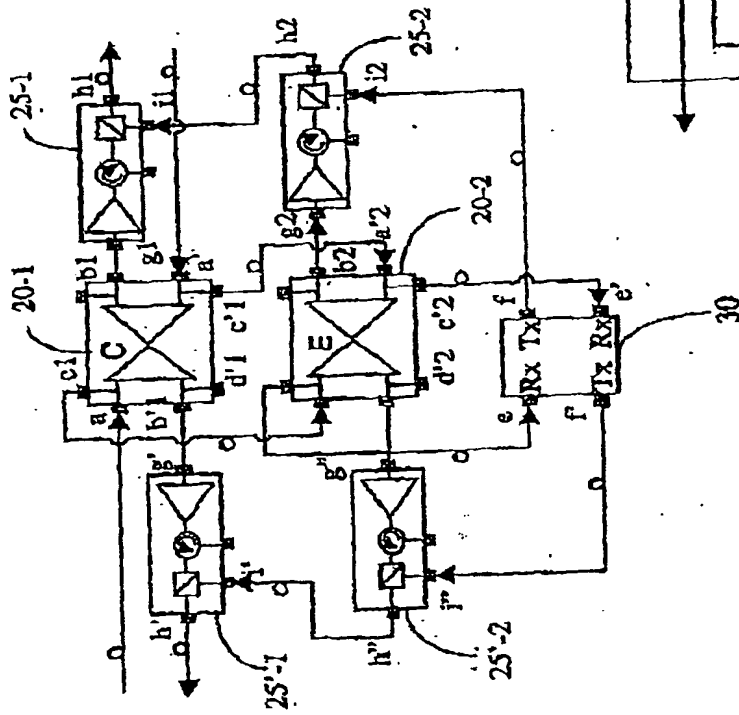 25-1
h1
i1
20-1
c1
C
b1
g1
a'
a
b'1
d'1
c'1
g'
h'
i'
25'-1
h2
25-2
i2
g2
a'2
b2
20-2
E
d'2
c'2
g"
h"
i"
25'-2
f
e
Rx Tx
Tx Rx
f'
e'
30